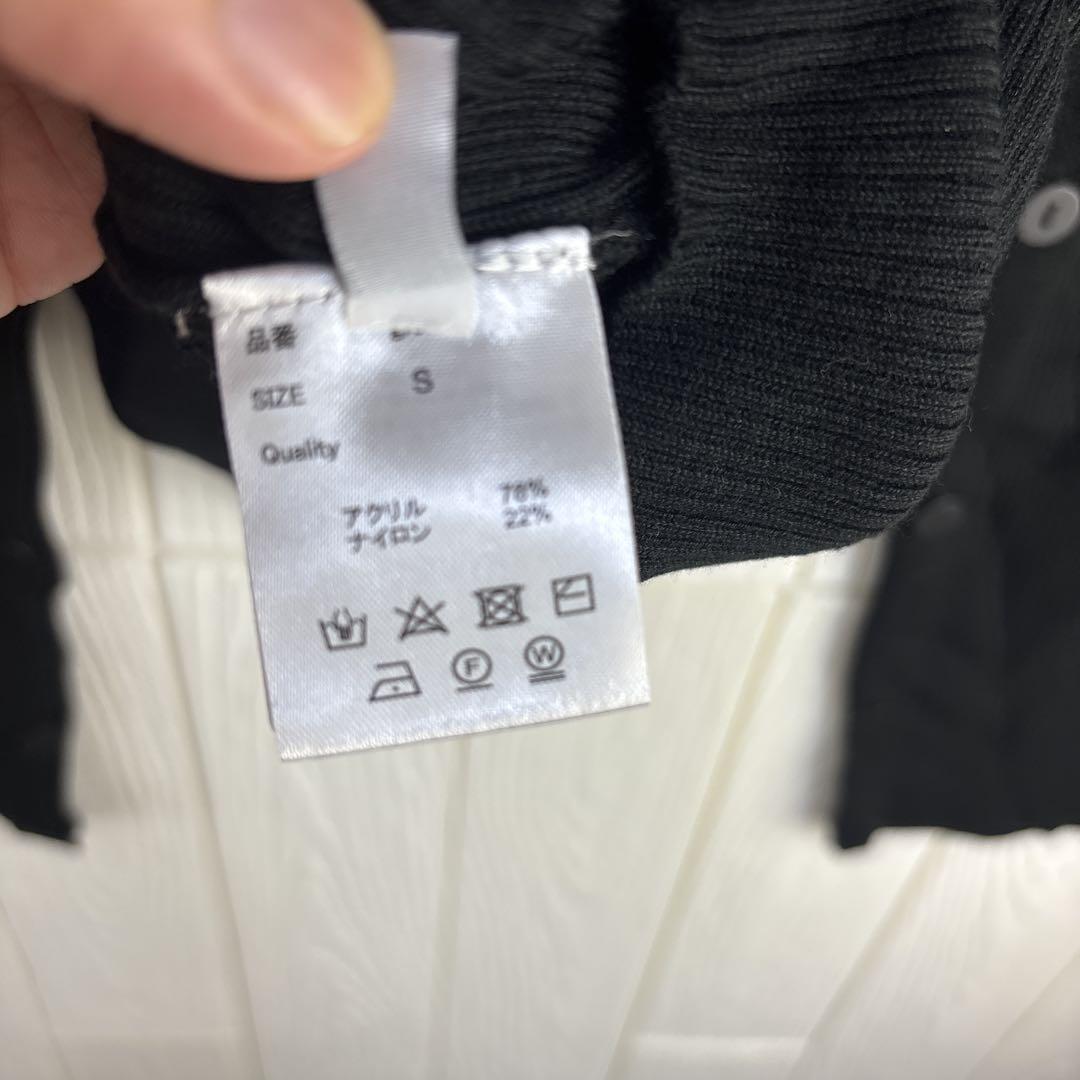 品番
SIZE S
Quality
アクリル 78%
ナイロン 22%
F W